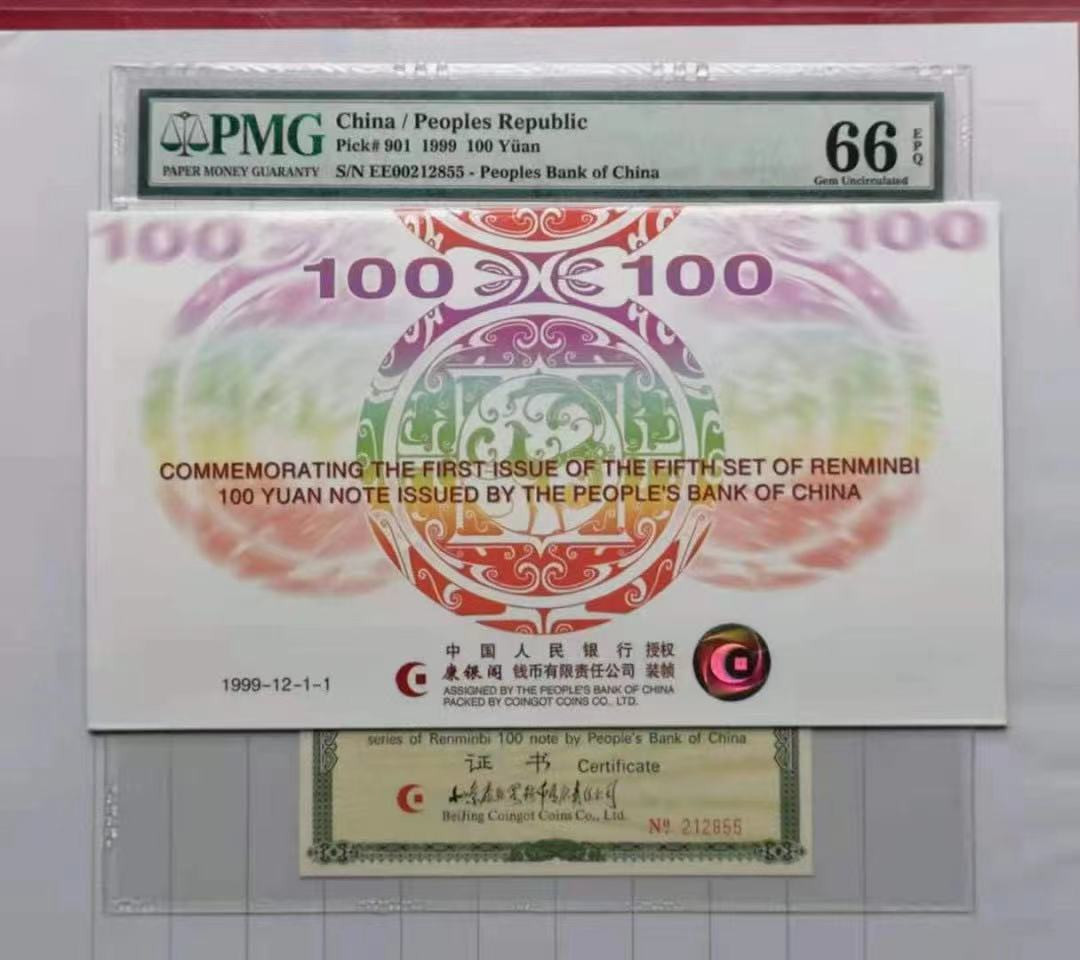 PMG
PAPER MONEY GUARANTY
China / Peoples Republic
Pick# 901 1999 100 Yüan
S/N EE00212855 - Peoples Bank of China
66
EPQ
Gem Uncirculated
100 100
100 100
COMMEMORATING THE FIRST ISSUE OF THE FIFTH SET OF RENMINBI
100 YUAN NOTE ISSUED BY THE PEOPLE'S BANK OF CHINA
1999-12-1-1
中国人民银行 授权
康银阁 钱币有限责任公司 装帧
ASSIGNED BY THE PEOPLE'S BANK OF CHINA
PACKED BY COINGOT COINS CO., LTD.
series of Renminbi 100 note by People's Bank of China
证书 Certificate
BeiJing Coingot Coins Co., Ltd.
No. 212855